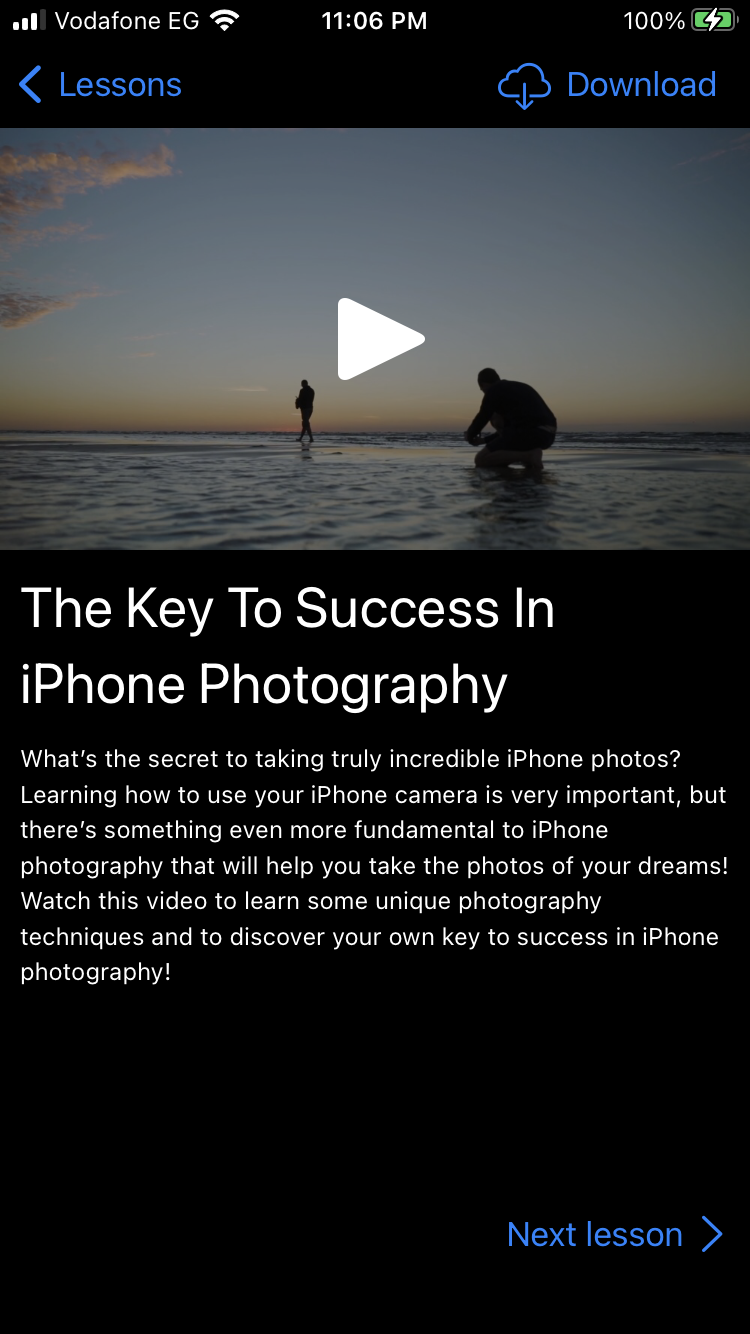 Vodafone EG 11:06 PM 100%
Lessons Download
The Key To Success In
iPhone Photography
What’s the secret to taking truly incredible iPhone photos?
Learning how to use your iPhone camera is very important, but
there’s something even more fundamental to iPhone
photography that will help you take the photos of your dreams!
Watch this video to learn some unique photography
techniques and to discover your own key to success in iPhone
photography!
Next lesson